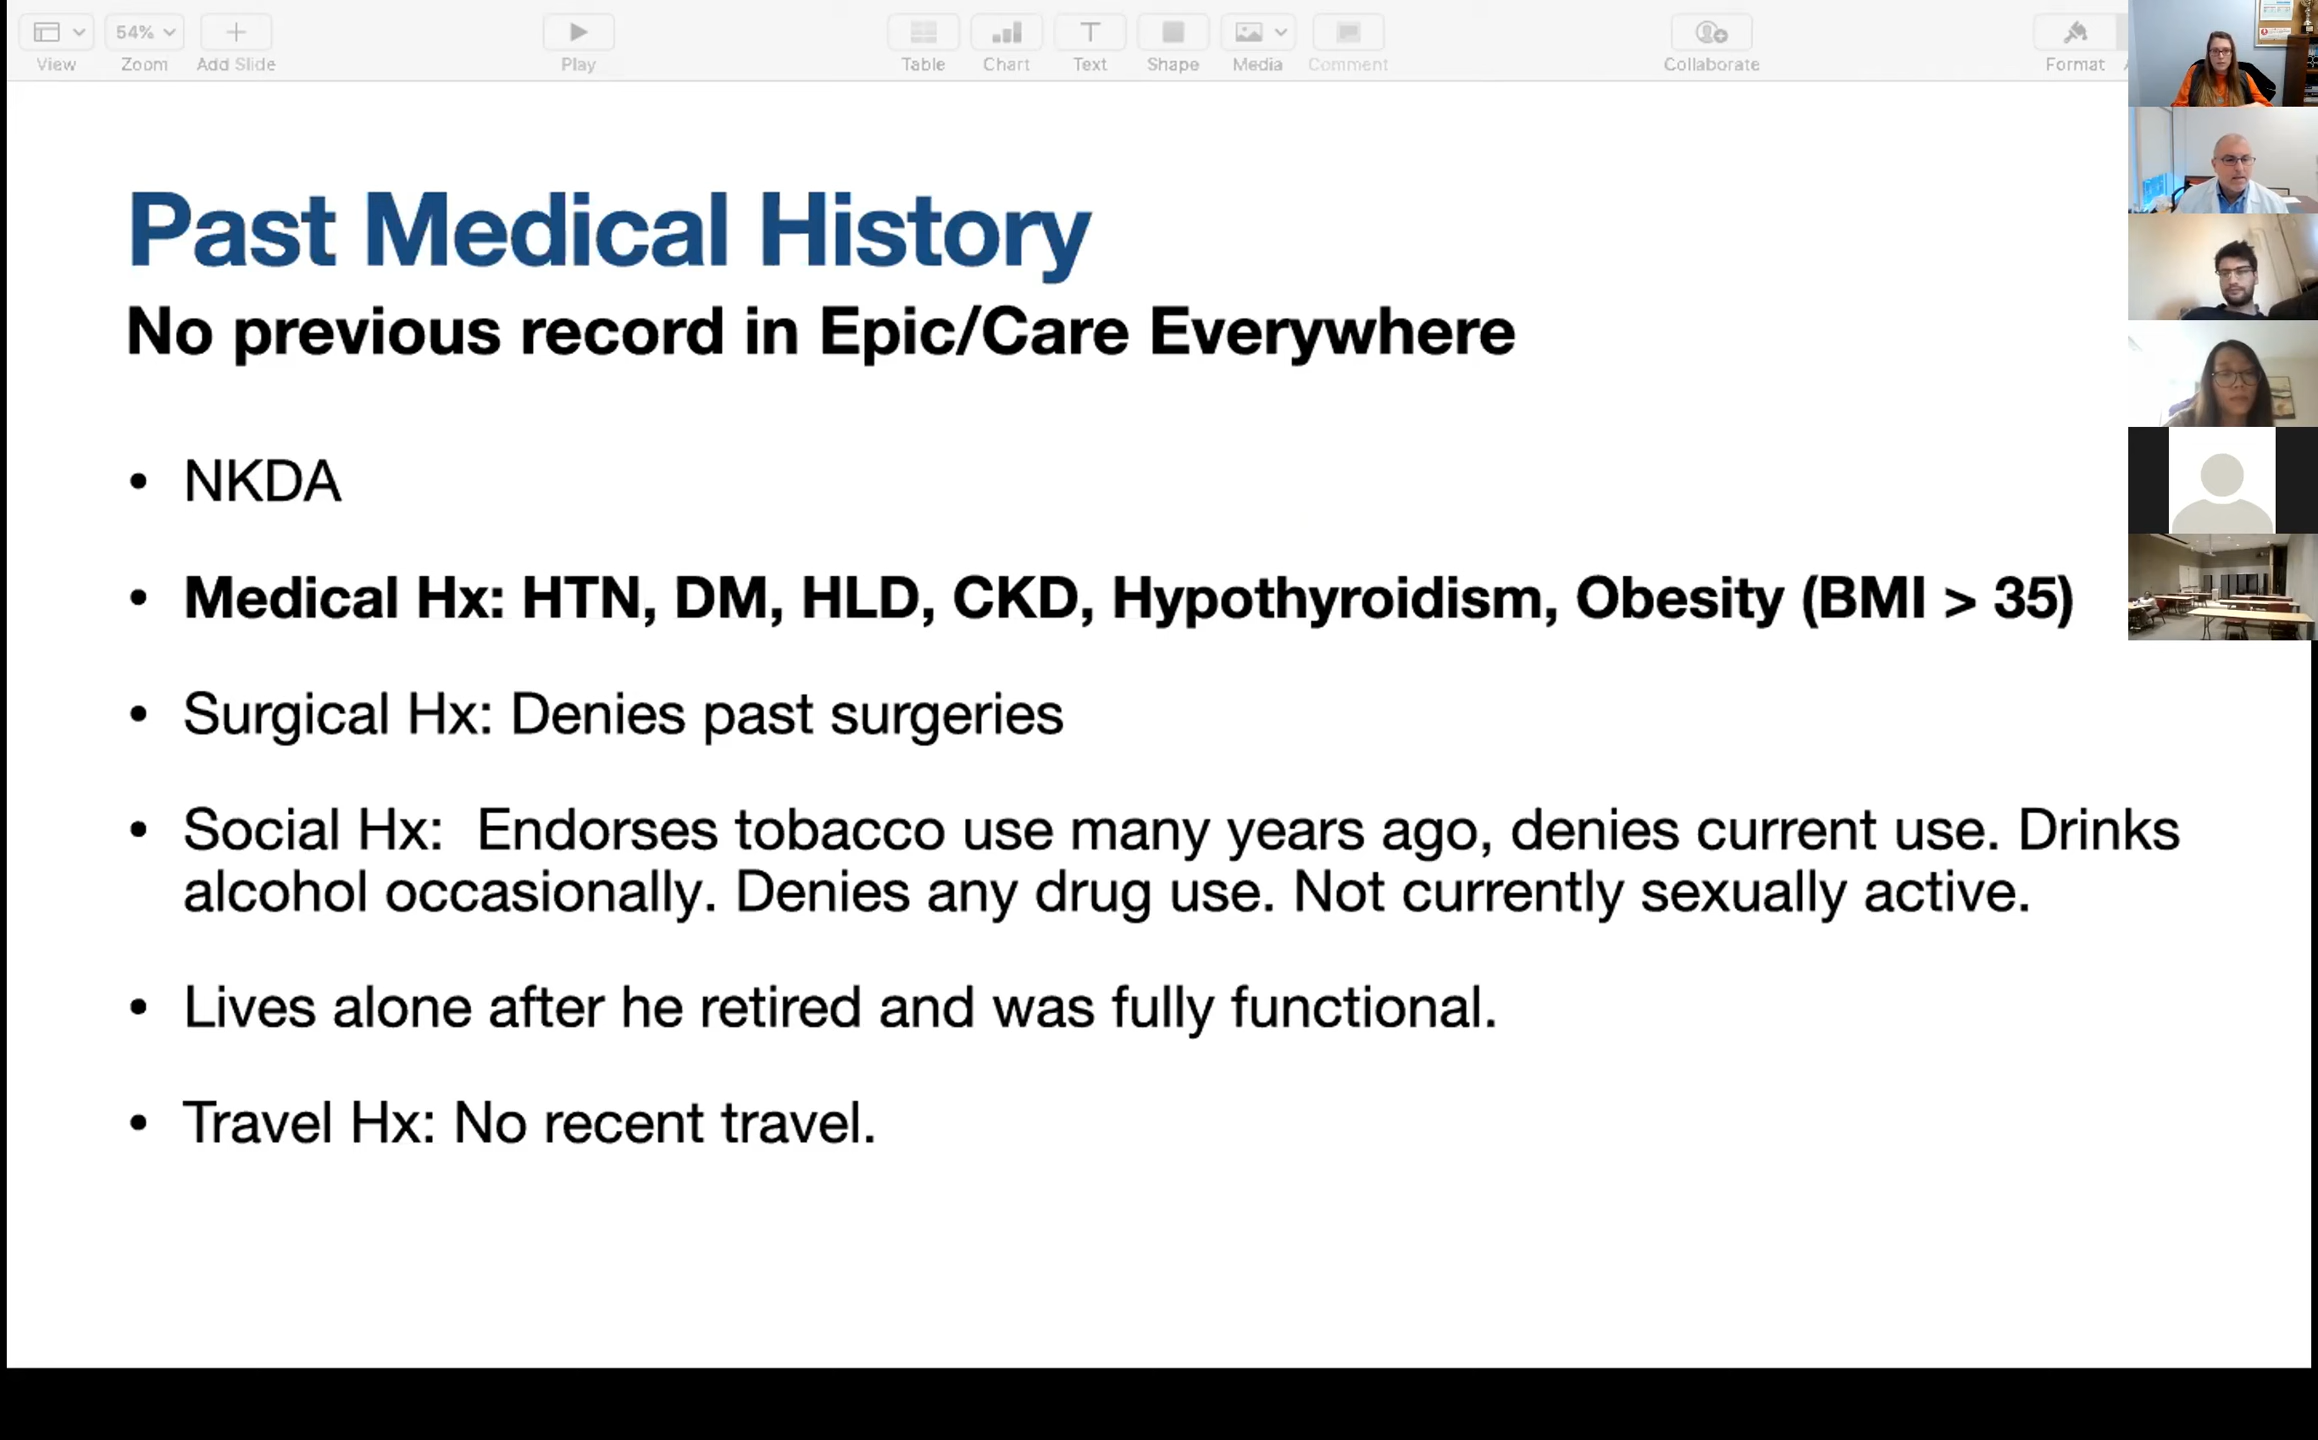 54%
View Zoom Add Slide Play Table Chart Text Shape Media Comment Collaborate Format
Past Medical History
No previous record in Epic/Care Everywhere
• NKDA
• Medical Hx: HTN, DM, HLD, CKD, Hypothyroidism, Obesity (BMI > 35)
• Surgical Hx: Denies past surgeries
• Social Hx:  Endorses tobacco use many years ago, denies current use. Drinks
alcohol occasionally. Denies any drug use. Not currently sexually active.
• Lives alone after he retired and was fully functional.
• Travel Hx: No recent travel.